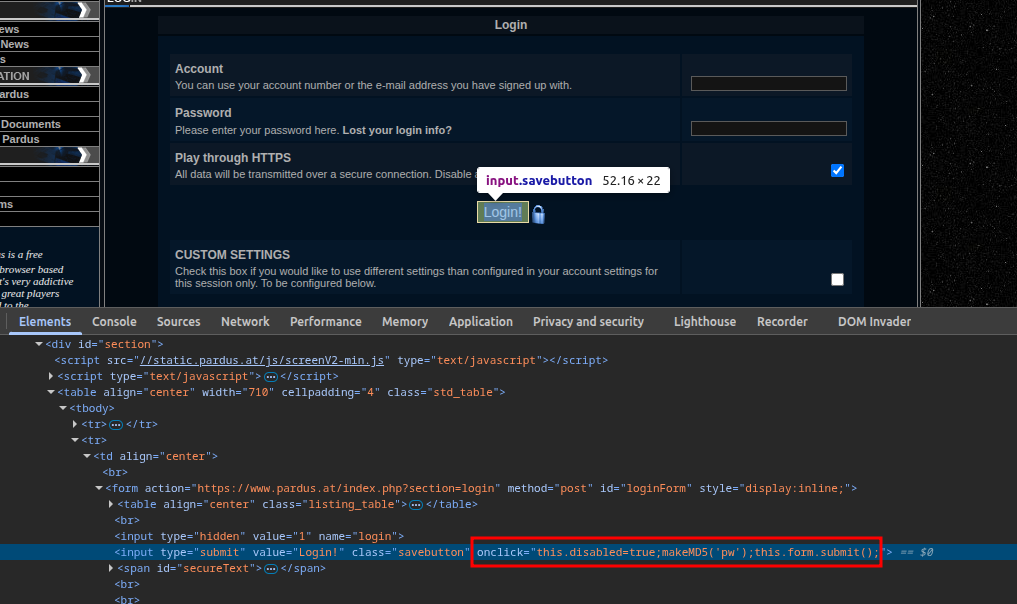 LOGIN
ews
News
s
ATION
ardus
Documents
Pardus
ms
s is a free
browser based
t's very addictive
great players
l to the
Login
Account
You can use your account number or the e-mail address you have signed up with.
Password
Please enter your password here. Lost your login info?
Play through HTTPS
All data will be transmitted over a secure connection. Disable
input.savebutton 52.16 × 22
Login!
CUSTOM SETTINGS
Check this box if you would like to use different settings than configured in your account settings for
this session only. To be configured below.
Elements Console Sources Network Performance Memory Application Privacy and security Lighthouse Recorder DOM Invader
<div id="section">
<script src="//static.pardus.at/js/screenV2-min.js" type="text/javascript"></script>
<script type="text/javascript">…</script>
<table align="center" width="710" cellpadding="4" class="std_table">
<tbody>
<tr>…</tr>
<tr>
<td align="center">
<br>
<form action="https://www.pardus.at/index.php?section=login" method="post" id="loginForm" style="display:inline;">
<table align="center" class="listing_table">…</table>
<br>
<input type="hidden" value="1" name="login">
<input type="submit" value="Login!" class="savebutton" onclick="this.disabled=true;makeMD5('pw');this.form.submit();"> == $0
<span id="secureText">…</span>
<br>
<br>